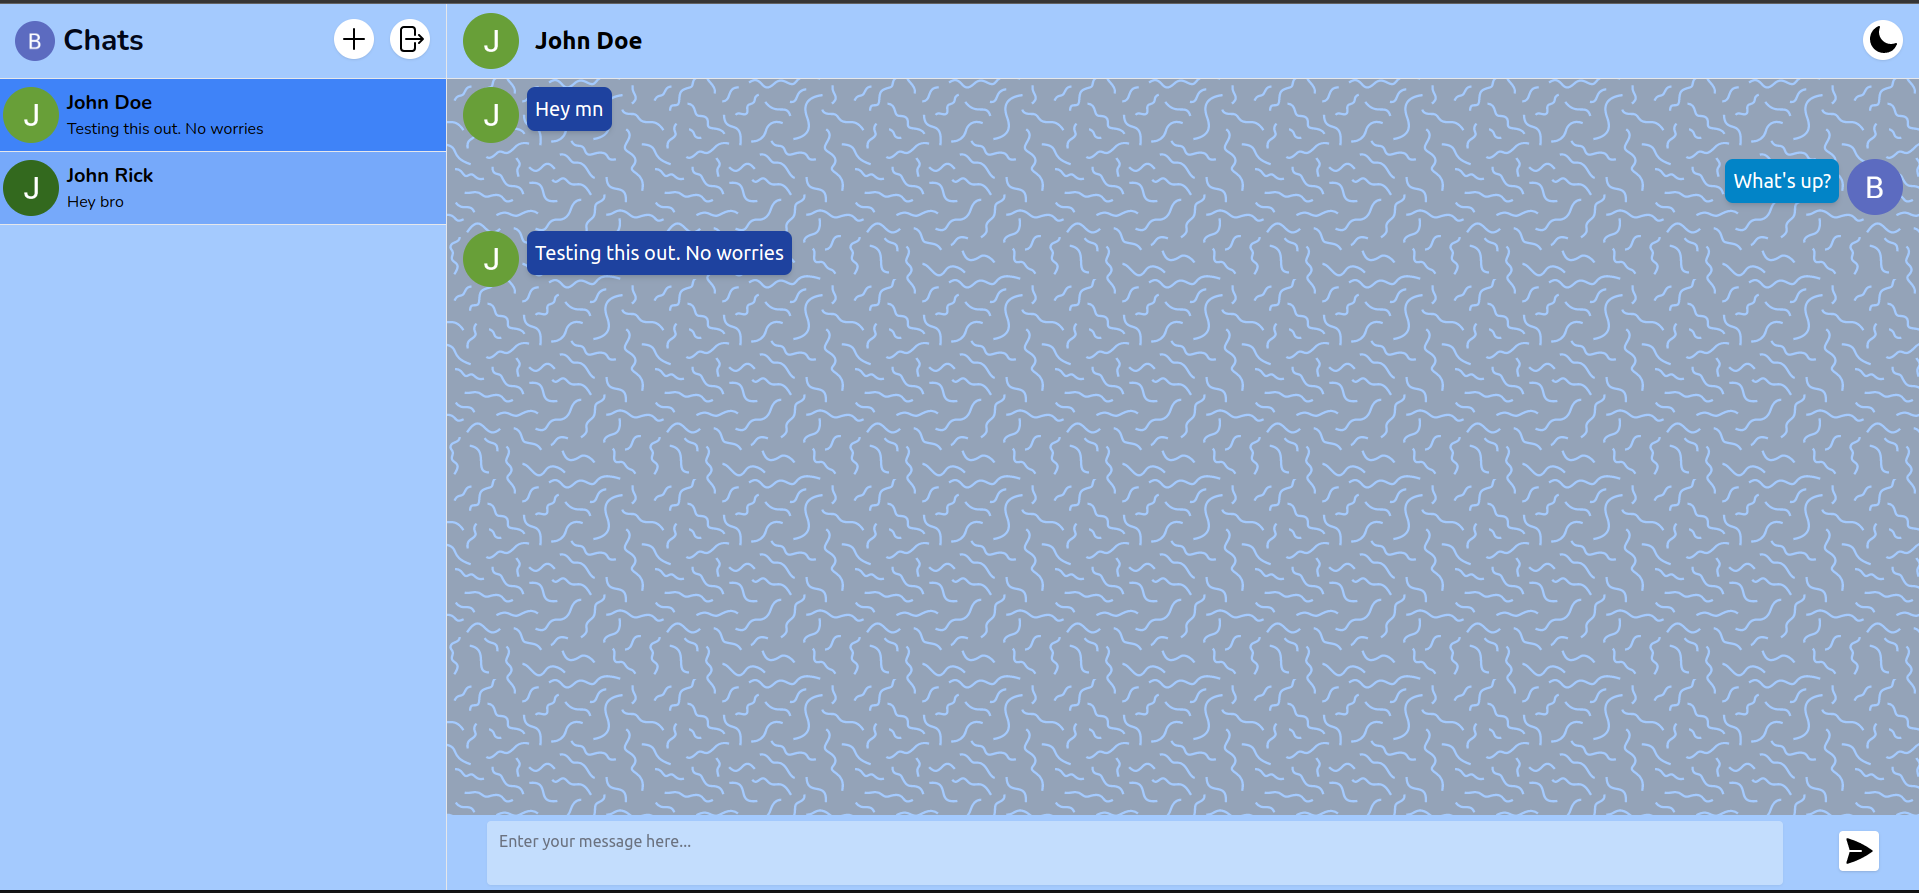 B Chats
J John Doe
Testing this out. No worries
J John Rick
Hey bro
J John Doe
J Hey mn
What's up? B
J Testing this out. No worries
Enter your message here...